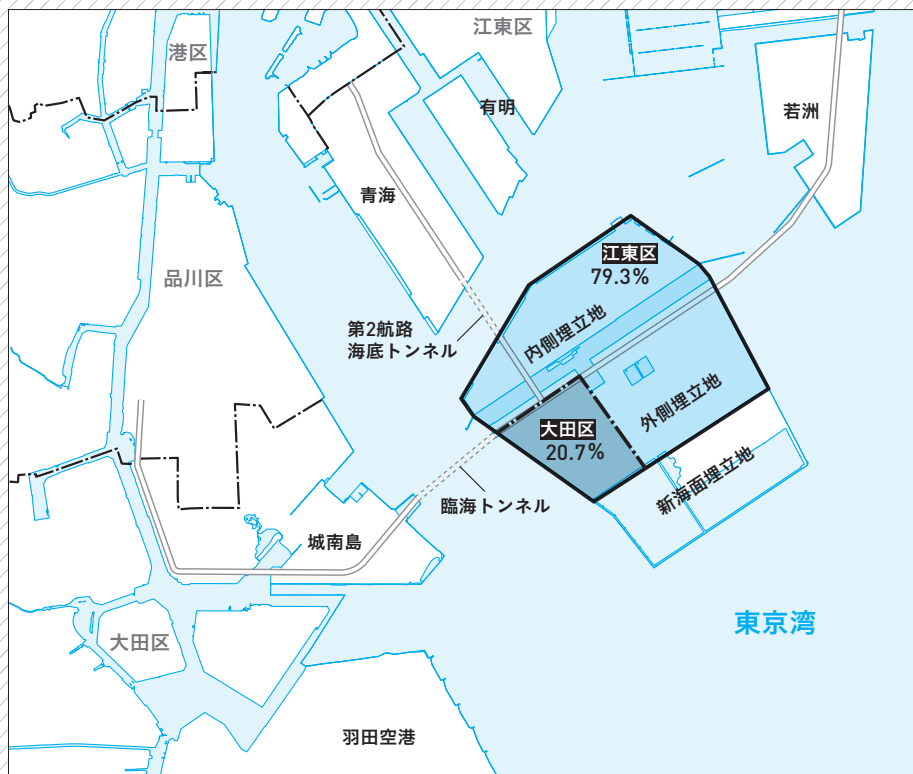 江東区
港区
有明
若洲
青海
江東区
79.3%
品川区
第2航路
海底トンネル
内側埋立地
外側埋立地
大田区
20.7%
新海面埋立地
臨海トンネル
城南島
東京湾
大田区
羽田空港